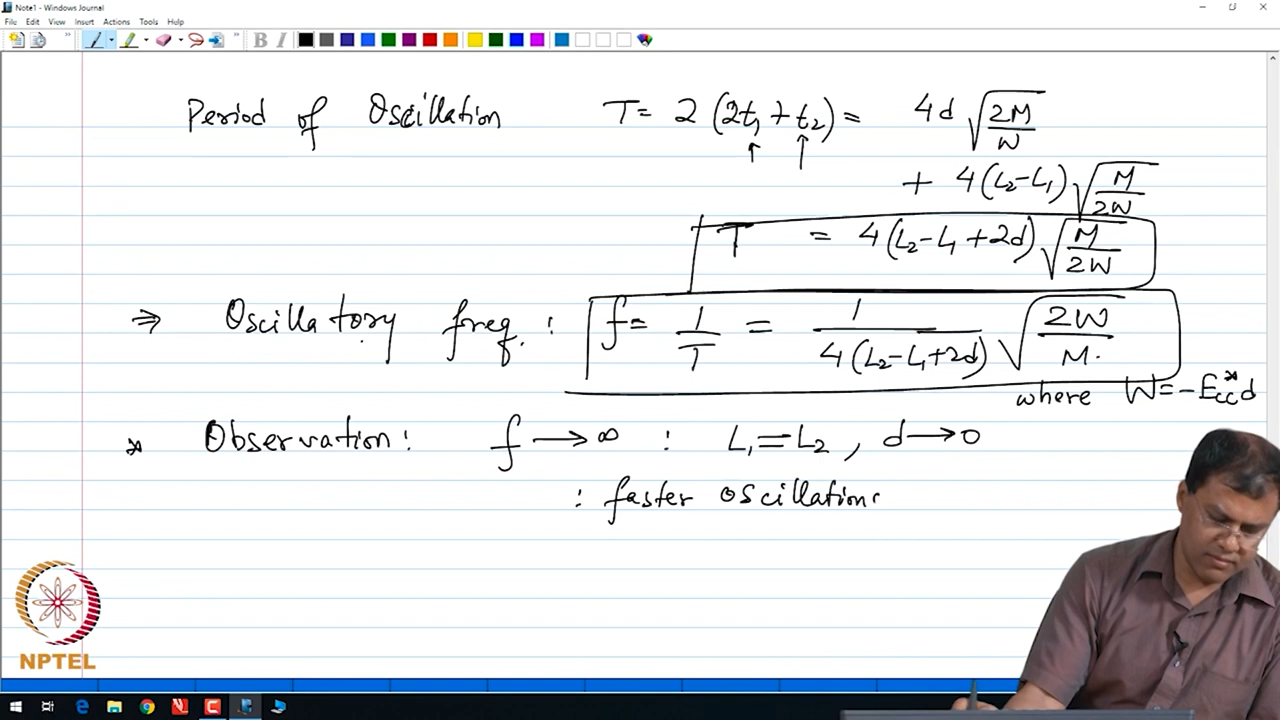 Note1 - Windows Journal
File Edit View Insert Actions Tools Help
B I
Period of Oscillation T = 2 (2t₁ + t₂) = 4d √(2M/W)
+ 4(L₂-L₁) √(M/2W)
T = 4(L₂-L₁+2d) √(M/2W)
⇒ Oscillatory freq. : f = 1/T = 1/(4(L₂-L₁+2d)) √(2W/M)
where W = -E*cc d
* Observation: f → ∞ : L₁ = L₂, d → 0
: faster oscillations
NPTEL